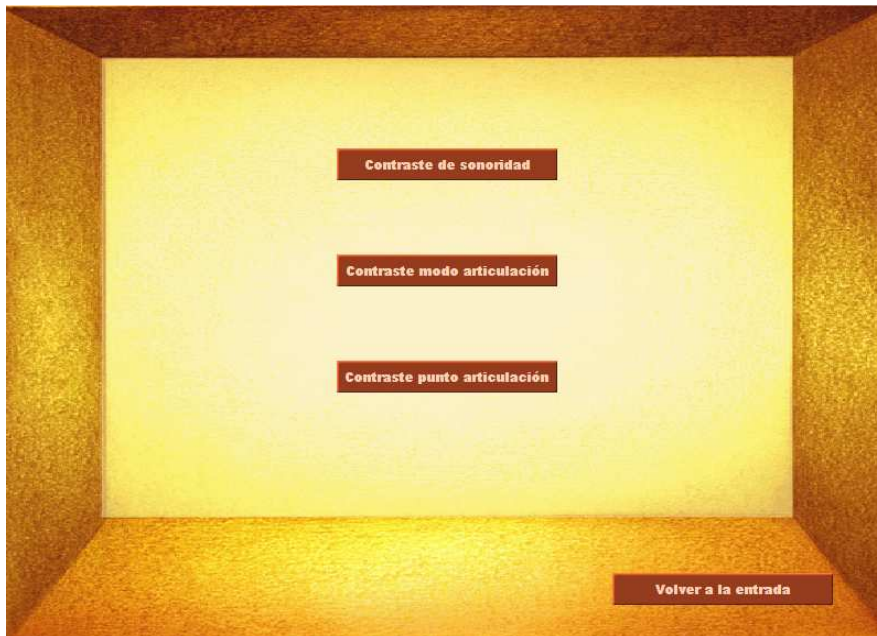 Contraste de sonoridad
Contraste modo articulación
Contraste punto articulación
Volver a la entrada